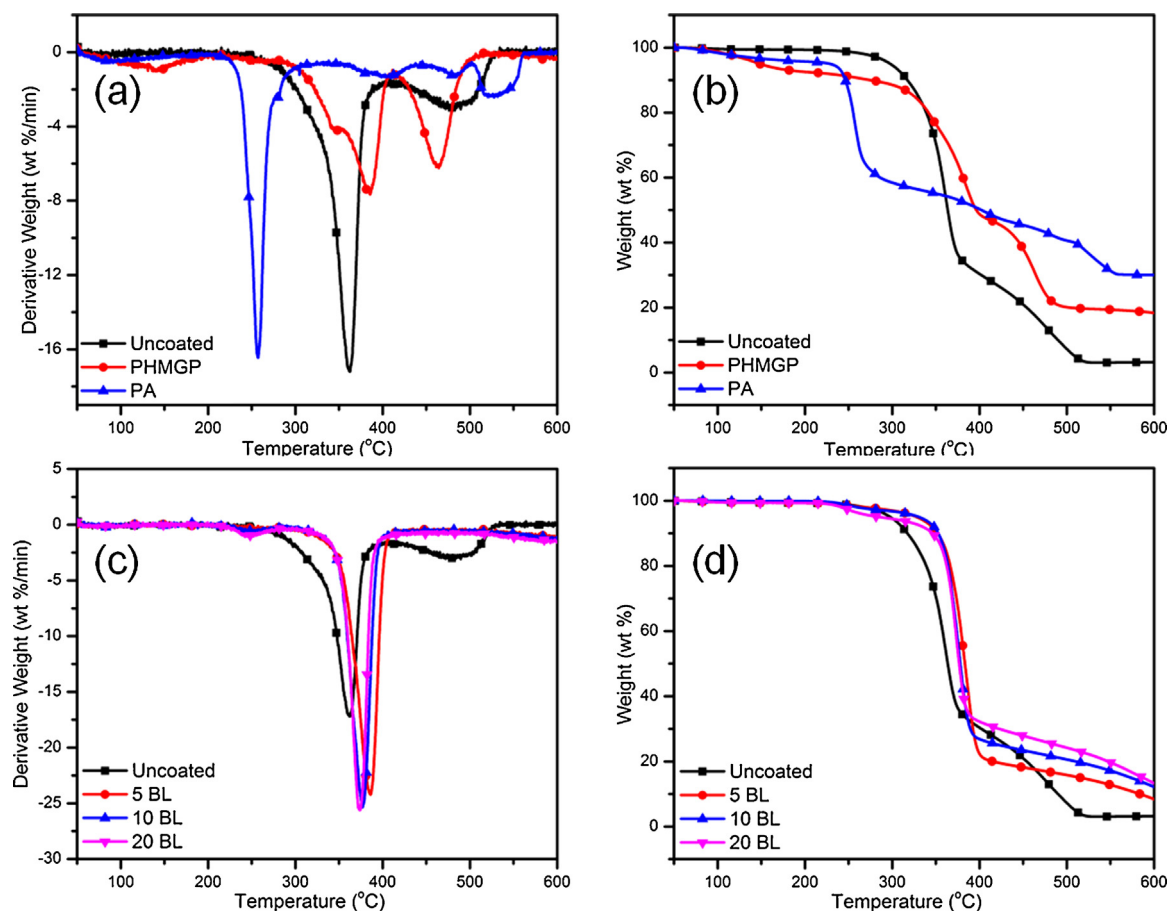 (a)
Derivative Weight (wt %/min)
0
-4
-8
-12
-16
Uncoated
PHMGP
PA
100 200 300 400 500 600
Temperature (°C)
(b)
Weight (wt %)
100
80
60
40
20
0
Uncoated
PHMGP
PA
100 200 300 400 500 600
Temperature (°C)
(c)
Derivative Weight (wt %/min)
5
0
-5
-10
-15
-20
-25
-30
Uncoated
5 BL
10 BL
20 BL
100 200 300 400 500 600
Temperature (°C)
(d)
Weight (wt %)
100
80
60
40
20
0
Uncoated
5 BL
10 BL
20 BL
100 200 300 400 500 600
Temperature (°C)